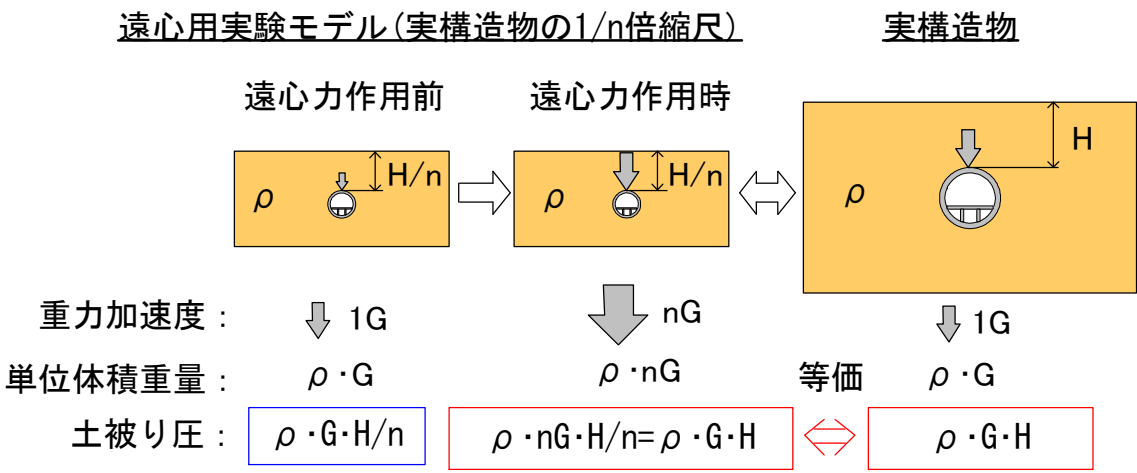 遠心用実験モデル(実構造物の1/n倍縮尺) 実構造物
遠心力作用前 遠心力作用時
H
H/n H/n
ρ ρ ρ
重力加速度： 1G nG 1G
単位体積重量： ρ・G ρ・nG 等価 ρ・G
土被り圧： ρ・G・H/n ρ・nG・H/n=ρ・G・H ρ・G・H